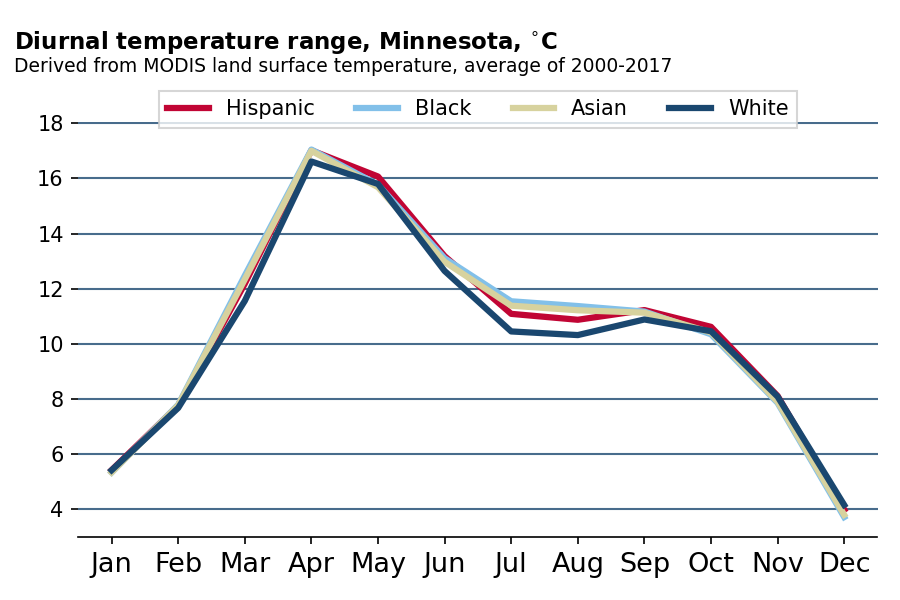 Diurnal temperature range, Minnesota, °C
Derived from MODIS land surface temperature, average of 2000-2017
Hispanic Black Asian White
18
16
14
12
10
8
6
4
Jan Feb Mar Apr May Jun Jul Aug Sep Oct Nov Dec